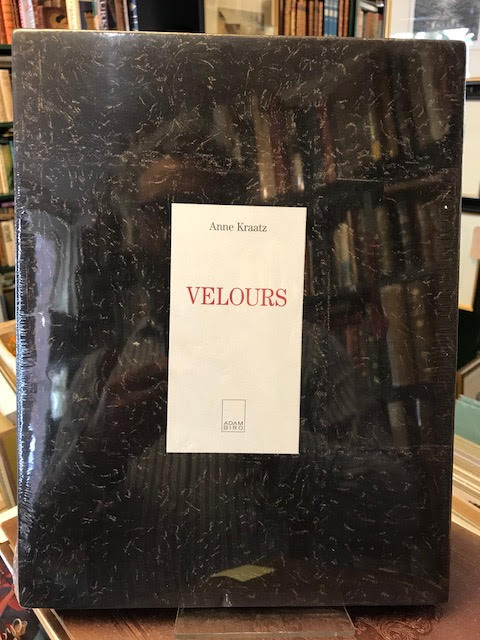 Anne Kraatz
VELOURS
ADAM
BIRO